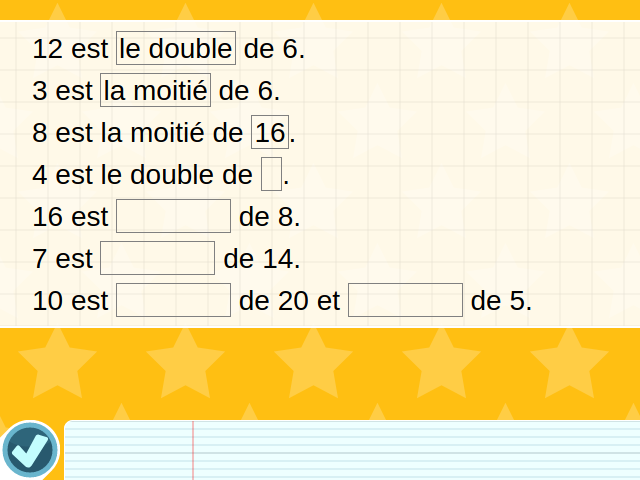 12 est le double de 6.
3 est la moitié de 6.
8 est la moitié de 16.
4 est le double de .
16 est de 8.
7 est de 14.
10 est de 20 et de 5.